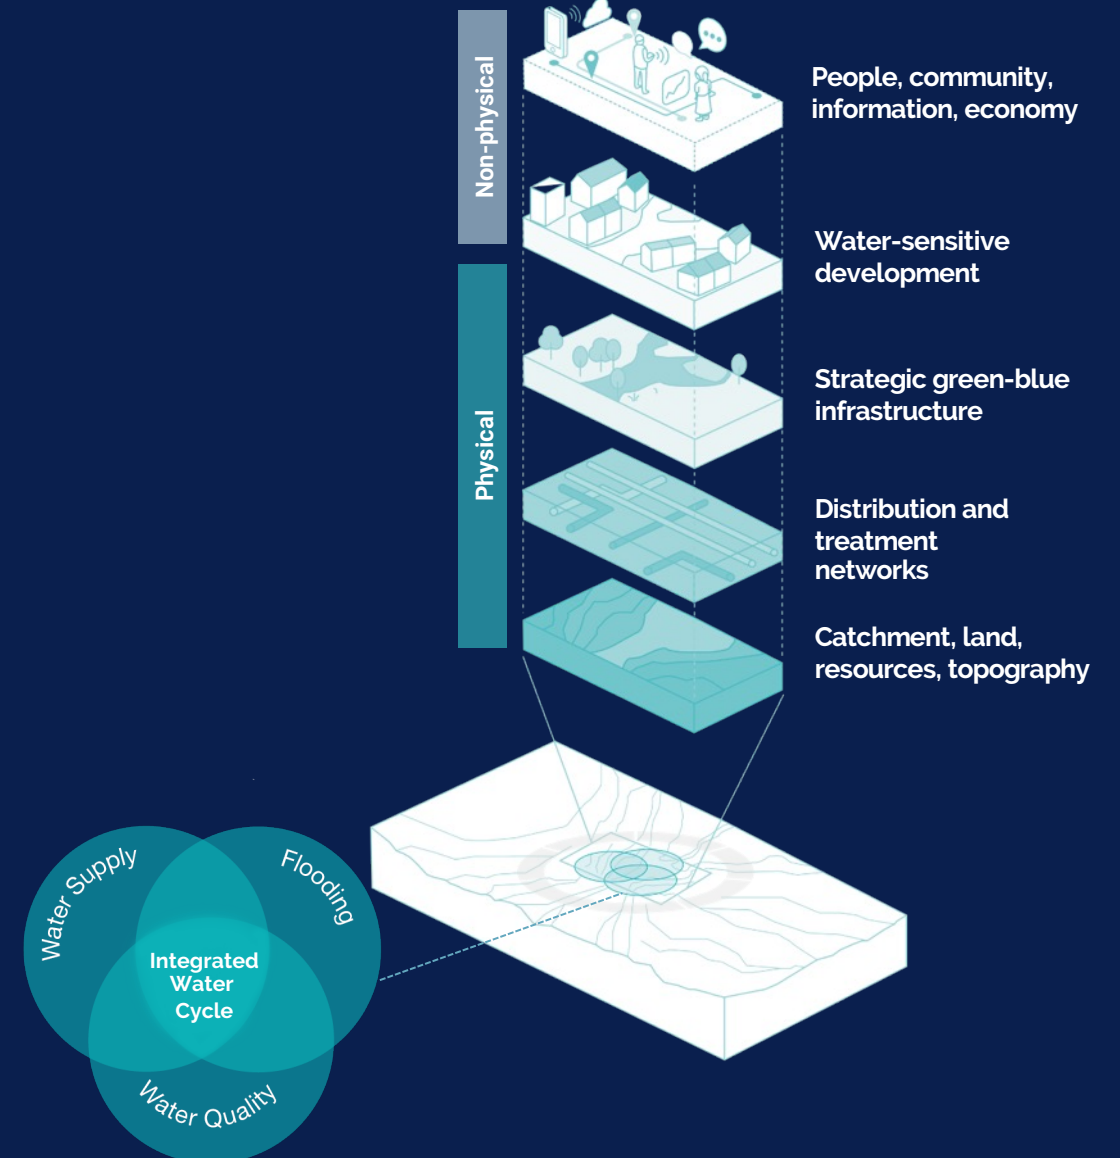 Non-physical
People, community,
information, economy
Water-sensitive
development
Physical
Strategic green-blue
infrastructure
Distribution and
treatment
networks
Catchment, land,
resources, topography
Water Supply
Flooding
Integrated
Water
Cycle
Water Quality